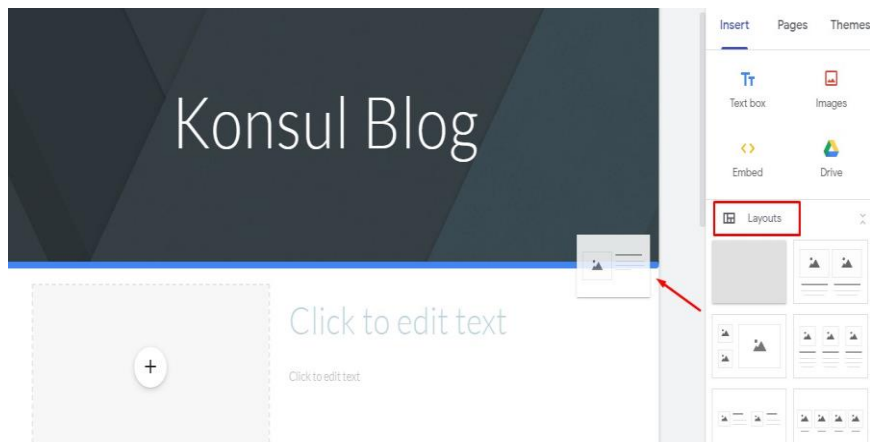 Insert Pages Themes
Konsul Blog
Text box Images
Embed Drive
Layouts
Click to edit text
Click to edit text